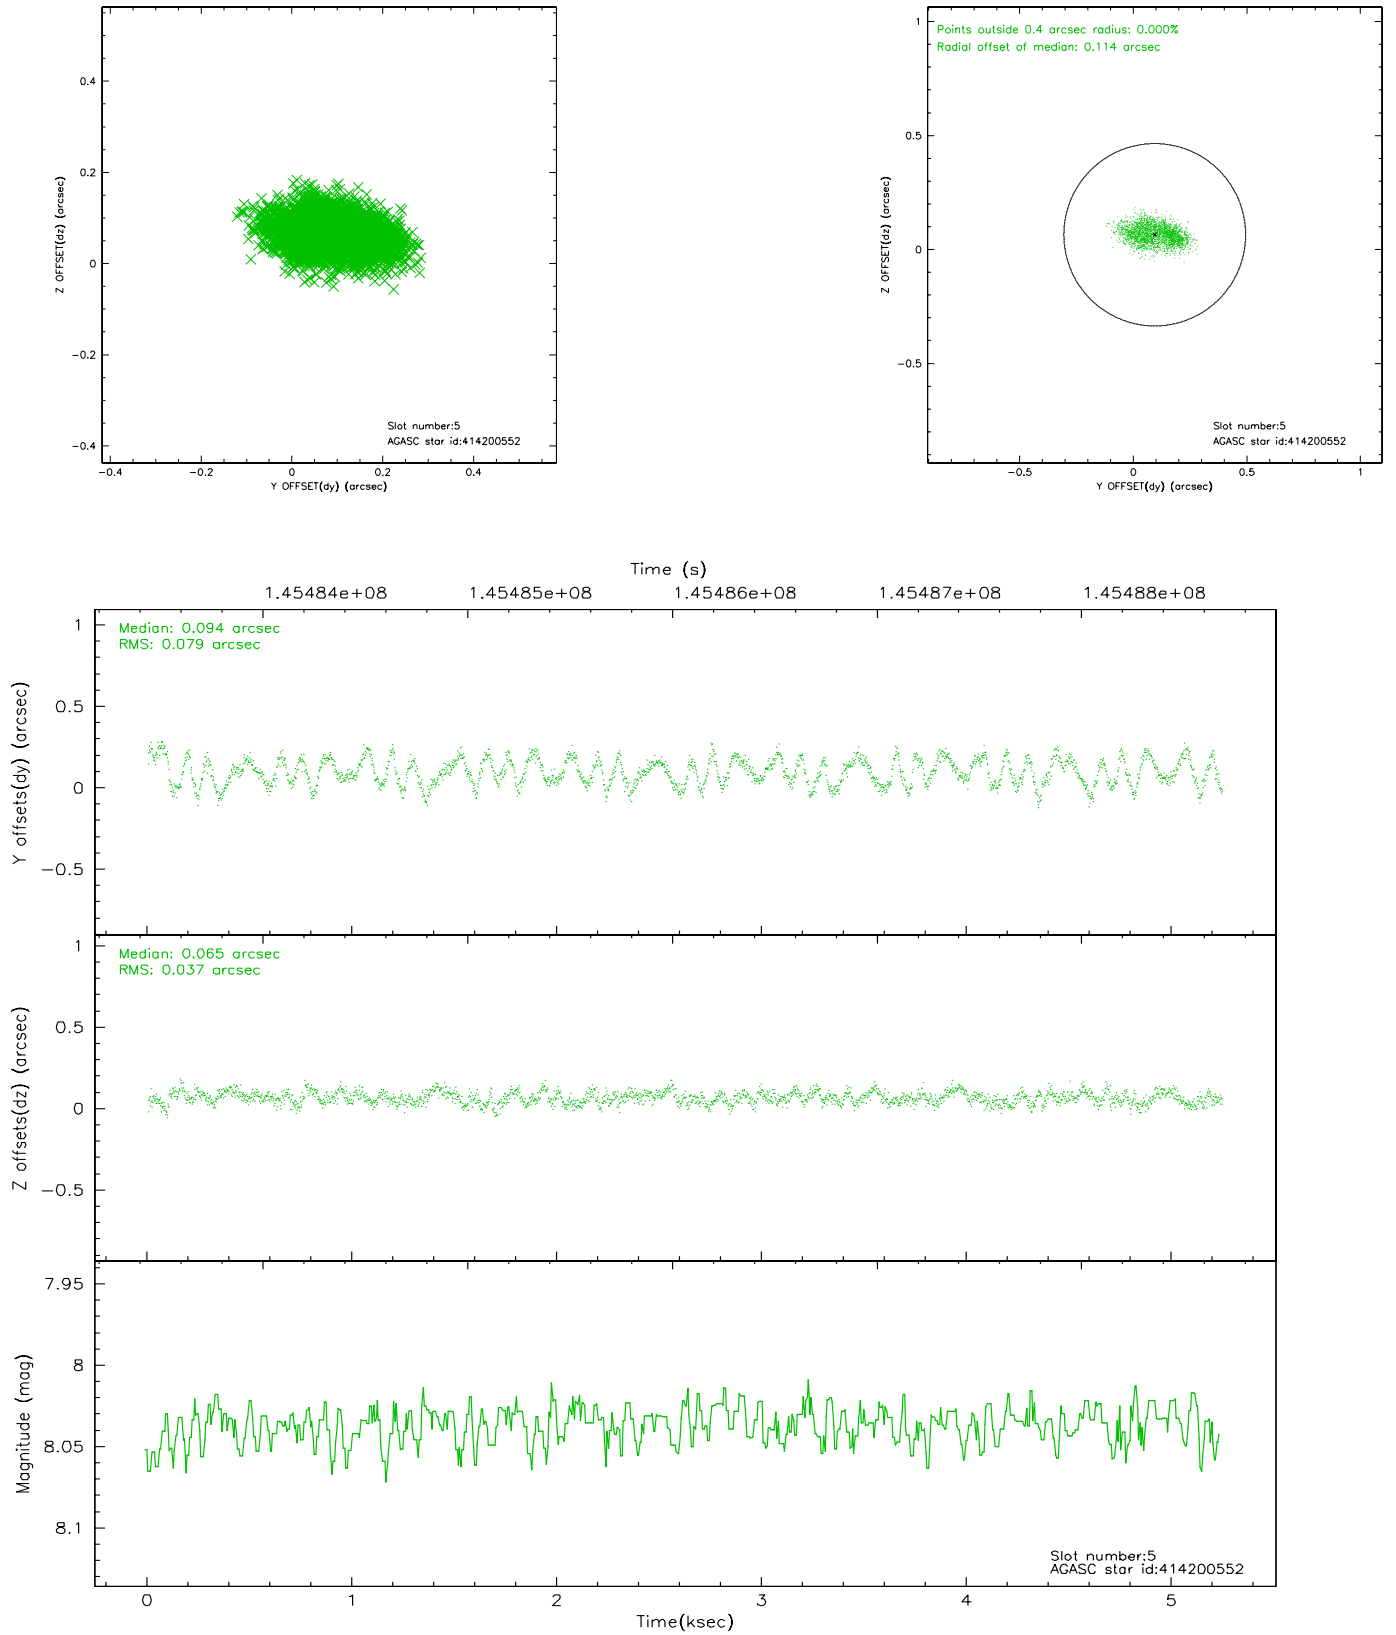 0.4
0.2
0
−0.2
−0.4
Z OFFSET(dz) (arcsec)
Slot number:5
AGASC star id:414200552
−0.4
−0.2
0
0.2
0.4
Y OFFSET(dy) (arcsec)
Points outside 0.4 arcsec radius: 0.000%
Radial offset of median: 0.114 arcsec
1
0.5
0
−0.5
Z OFFSET(dz) (arcsec)
Slot number:5
AGASC star id:414200552
−0.5
0
0.5
1
Y OFFSET(dy) (arcsec)
Time (s)
1.45484e+08
1.45485e+08
1.45486e+08
1.45487e+08
1.45488e+08
Median: 0.094 arcsec
RMS: 0.079 arcsec
1
0.5
0
−0.5
Y offsets(dy) (arcsec)
Median: 0.065 arcsec
RMS: 0.037 arcsec
1
0.5
0
−0.5
Z offsets(dz) (arcsec)
7.95
8
8.05
8.1
Magnitude (mag)
Slot number:5
AGASC star id:414200552
0
1
2
3
4
5
Time(ksec)